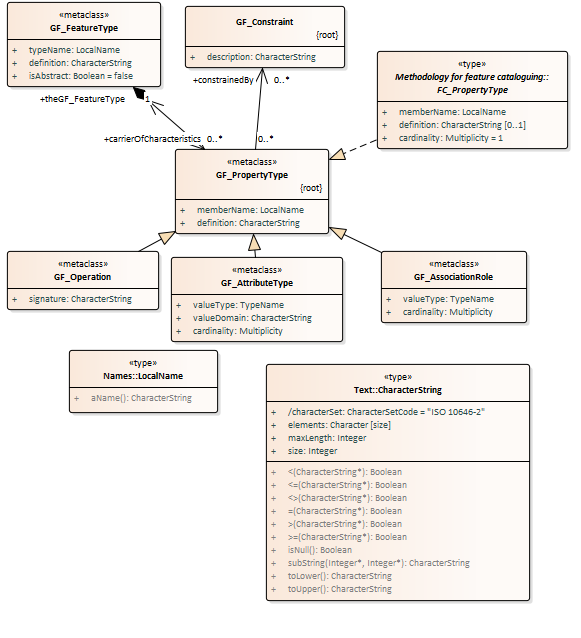 «metaclass»
GF_FeatureType
+ typeName: LocalName
+ definition: CharacterString
+ isAbstract: Boolean = false
GF_Constraint
{root}
+ description: CharacterString
«type»
Methodology for feature cataloguing::
FC_PropertyType
+ memberName: LocalName
+ definition: CharacterString [0..1]
+ cardinality: Multiplicity = 1
+constrainedBy 0..*
+theGF_FeatureType 1
+carrierOfCharacteristics 0..*
0..*
«metaclass»
GF_PropertyType
{root}
+ memberName: LocalName
+ definition: CharacterString
«metaclass»
GF_Operation
+ signature: CharacterString
«metaclass»
GF_AttributeType
+ valueType: TypeName
+ valueDomain: CharacterString
+ cardinality: Multiplicity
«metaclass»
GF_AssociationRole
+ valueType: TypeName
+ cardinality: Multiplicity
«type»
Names::LocalName
+ aName(): CharacterString
«type»
Text::CharacterString
+ /characterSet: CharacterSetCode = "ISO 10646-2"
+ elements: Character [size]
+ maxLength: Integer
+ size: Integer
+ <(CharacterString*): Boolean
+ <=(CharacterString*): Boolean
+ <>(CharacterString*): Boolean
+ =(CharacterString*): Boolean
+ >(CharacterString*): Boolean
+ >=(CharacterString*): Boolean
+ isNull(): Boolean
+ subString(Integer*, Integer*): CharacterString
+ toLower(): CharacterString
+ toUpper(): CharacterString